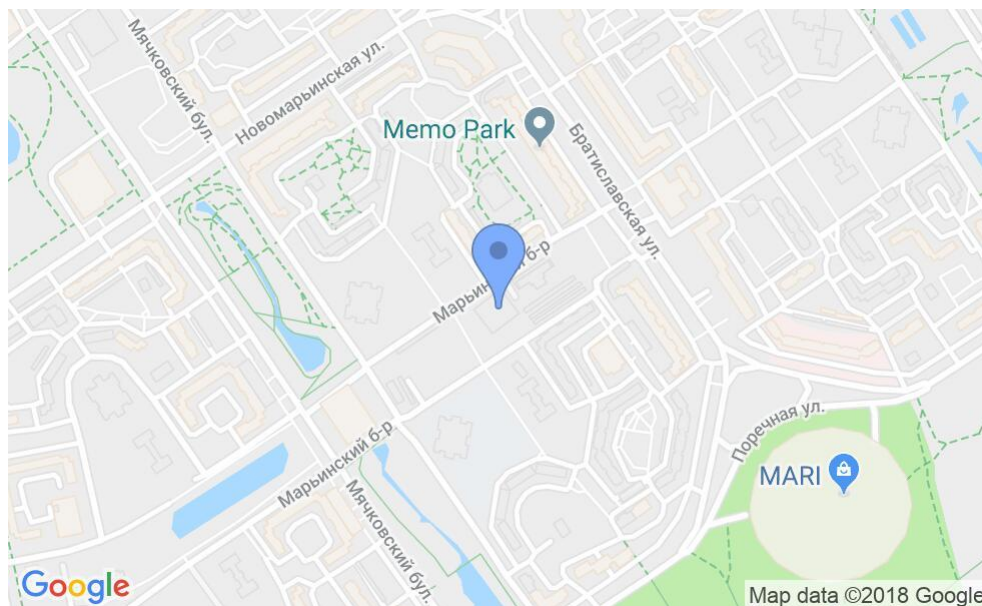 Мячковский бул.
Новомарьинская ул.
Memo Park
Братиславская ул.
Марьинский б-р
Марьинский б-р
Мячковский бул.
Поречная ул.
MARI
Google
Map data ©2018 Google